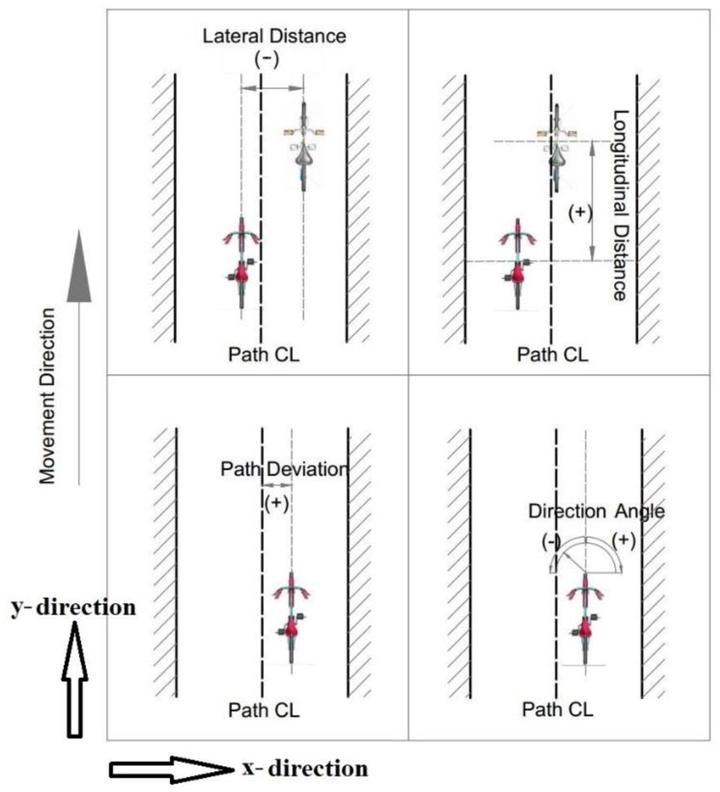 Lateral Distance
(-)
Path CL
Longitudinal Distance
(+)
Path CL
Movement Direction
Path Deviation
(+)
Path CL
Direction Angle
(-) (+)
Path CL
y- direction
x- direction